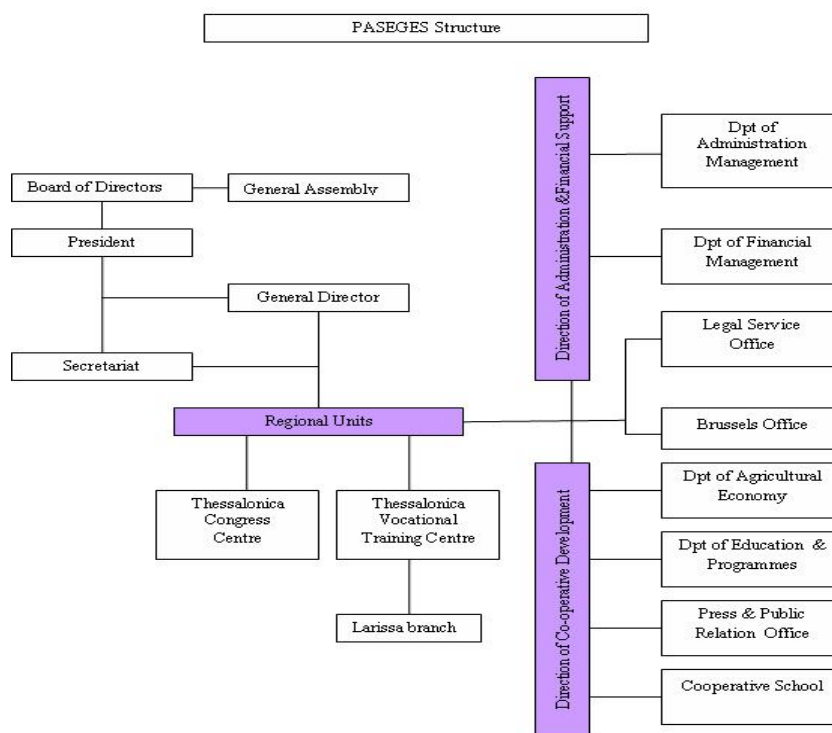 PASEGES Structure
Direction of Administration &Financial Support
Dpt of
Administration
Management
Board of Directors
General Assembly
President
Dpt of Financial
Management
General Director
Legal Service
Office
Secretariat
Regional Units
Brussels Office
Direction of Co-operative Development
Dpt of Agricultural
Economy
Thessalonica
Congress
Centre
Thessalonica
Vocational
Training Centre
Dpt of Education &
Programmes
Larissa branch
Press & Public
Relation Office
Cooperative School